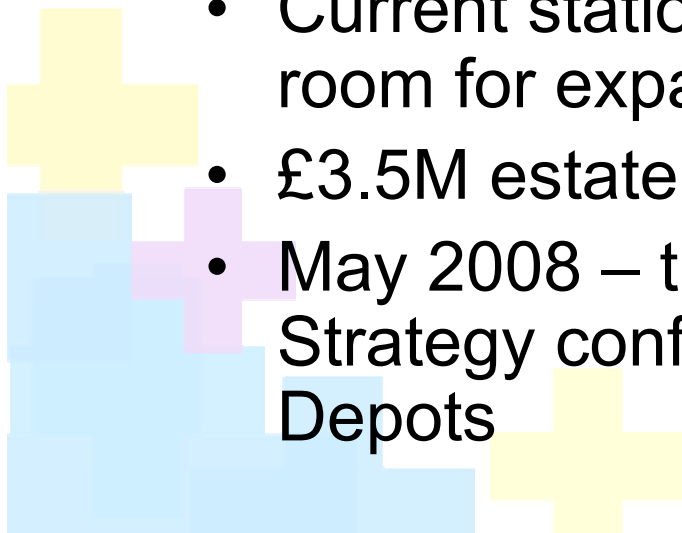 • Current statio
room for expa
• £3.5M estate
• May 2008 – t
Strategy conf
Depots